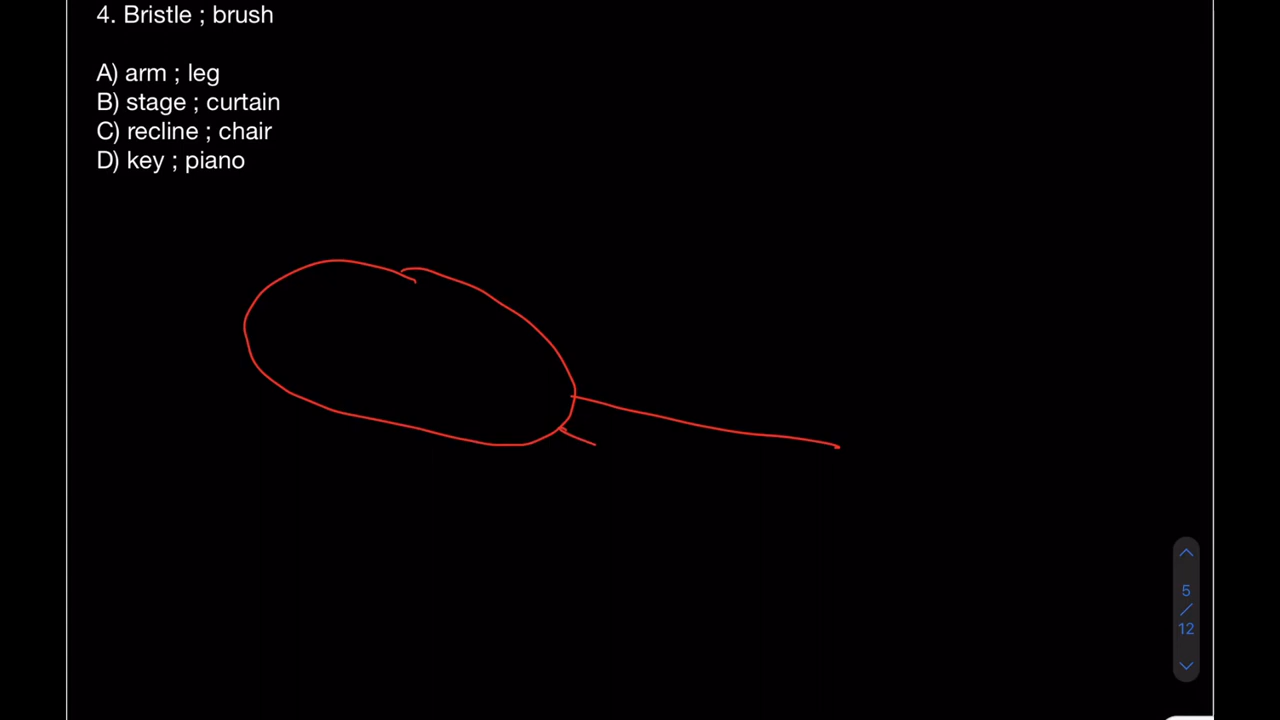 4. Bristle ; brush
A) arm ; leg
B) stage ; curtain
C) recline ; chair
D) key ; piano
5
/
12